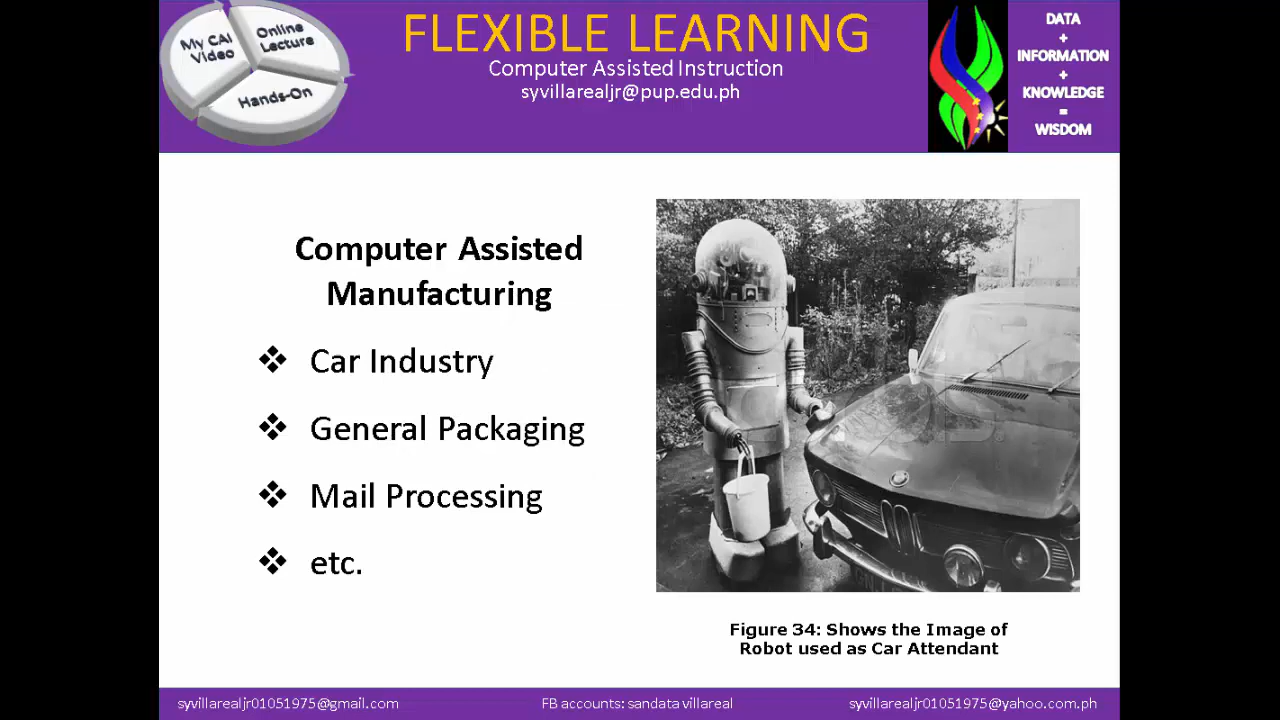 My CAI
Video
Online
Lecture
Hands-On
FLEXIBLE LEARNING
Computer Assisted Instruction
syvillarealjr@pup.edu.ph
DATA
+
INFORMATION
+
KNOWLEDGE
=
WISDOM
Computer Assisted
Manufacturing
❖ Car Industry
❖ General Packaging
❖ Mail Processing
❖ etc.
Figure 34: Shows the Image of
Robot used as Car Attendant
syvillarealjr01051975@gmail.com
FB accounts: sandata villareal
syvillarealjr01051975@yahoo.com.ph